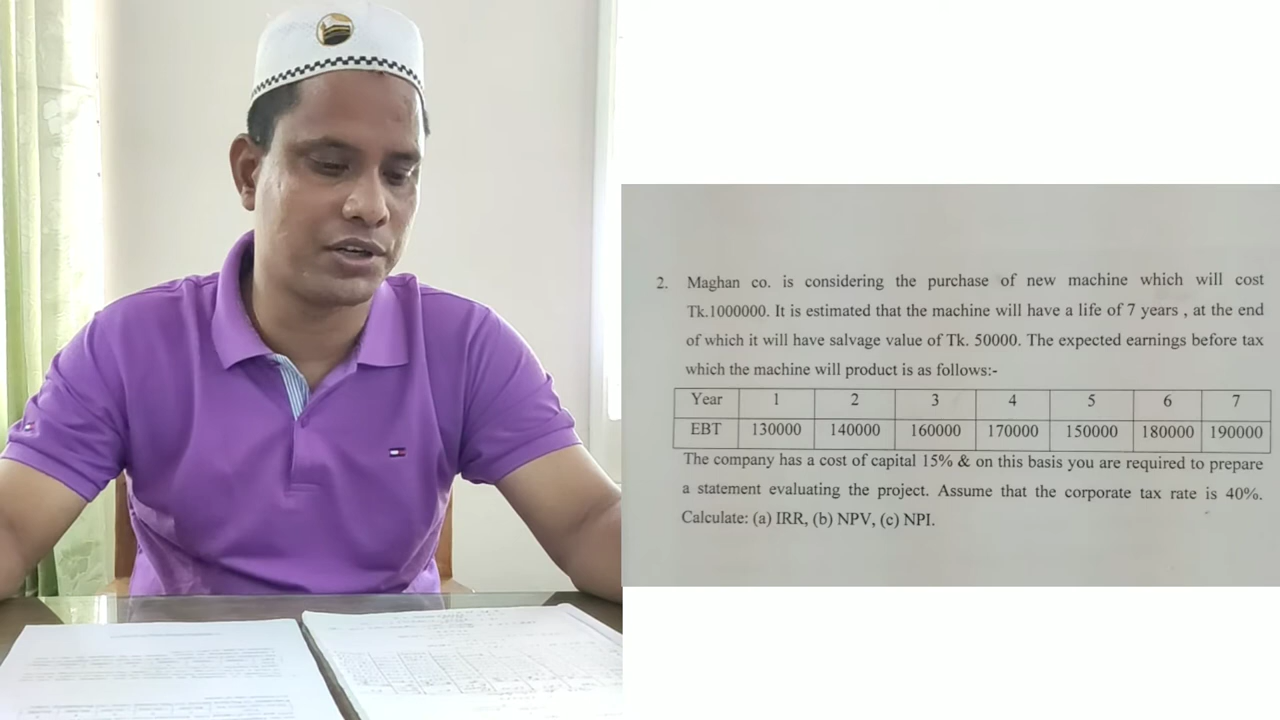 2. Maghan co. is considering the purchase of new machine which will cost
Tk.1000000. It is estimated that the machine will have a life of 7 years , at the end
of which it will have salvage value of Tk. 50000. The expected earnings before tax
which the machine will product is as follows:-
Year 1 2 3 4 5 6 7
EBT 130000 140000 160000 170000 150000 180000 190000
The company has a cost of capital 15% & on this basis you are required to prepare
a statement evaluating the project. Assume that the corporate tax rate is 40%.
Calculate: (a) IRR, (b) NPV, (c) NPI.